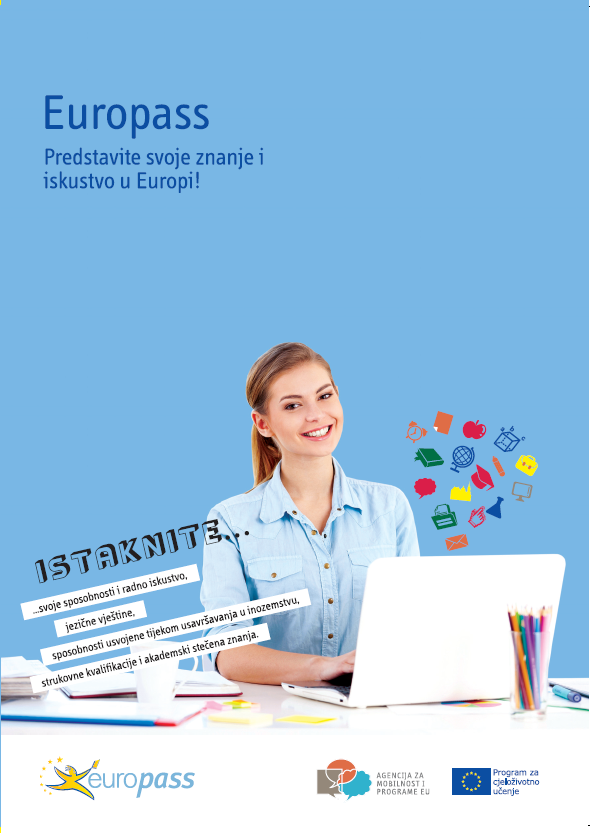 Europass
Predstavite svoje znanje i
iskustvo u Europi!
ISTAKNITE...
...svoje sposobnosti i radno iskustvo,
jezične vještine,
sposobnosti usvojene tijekom usavršavanja u inozemstvu,
strukovne kvalifikacije i akademski stečena znanja.
europass
AGENCIJA ZA
MOBILNOST I
PROGRAME EU
Program za
cjeloživotno
učenje